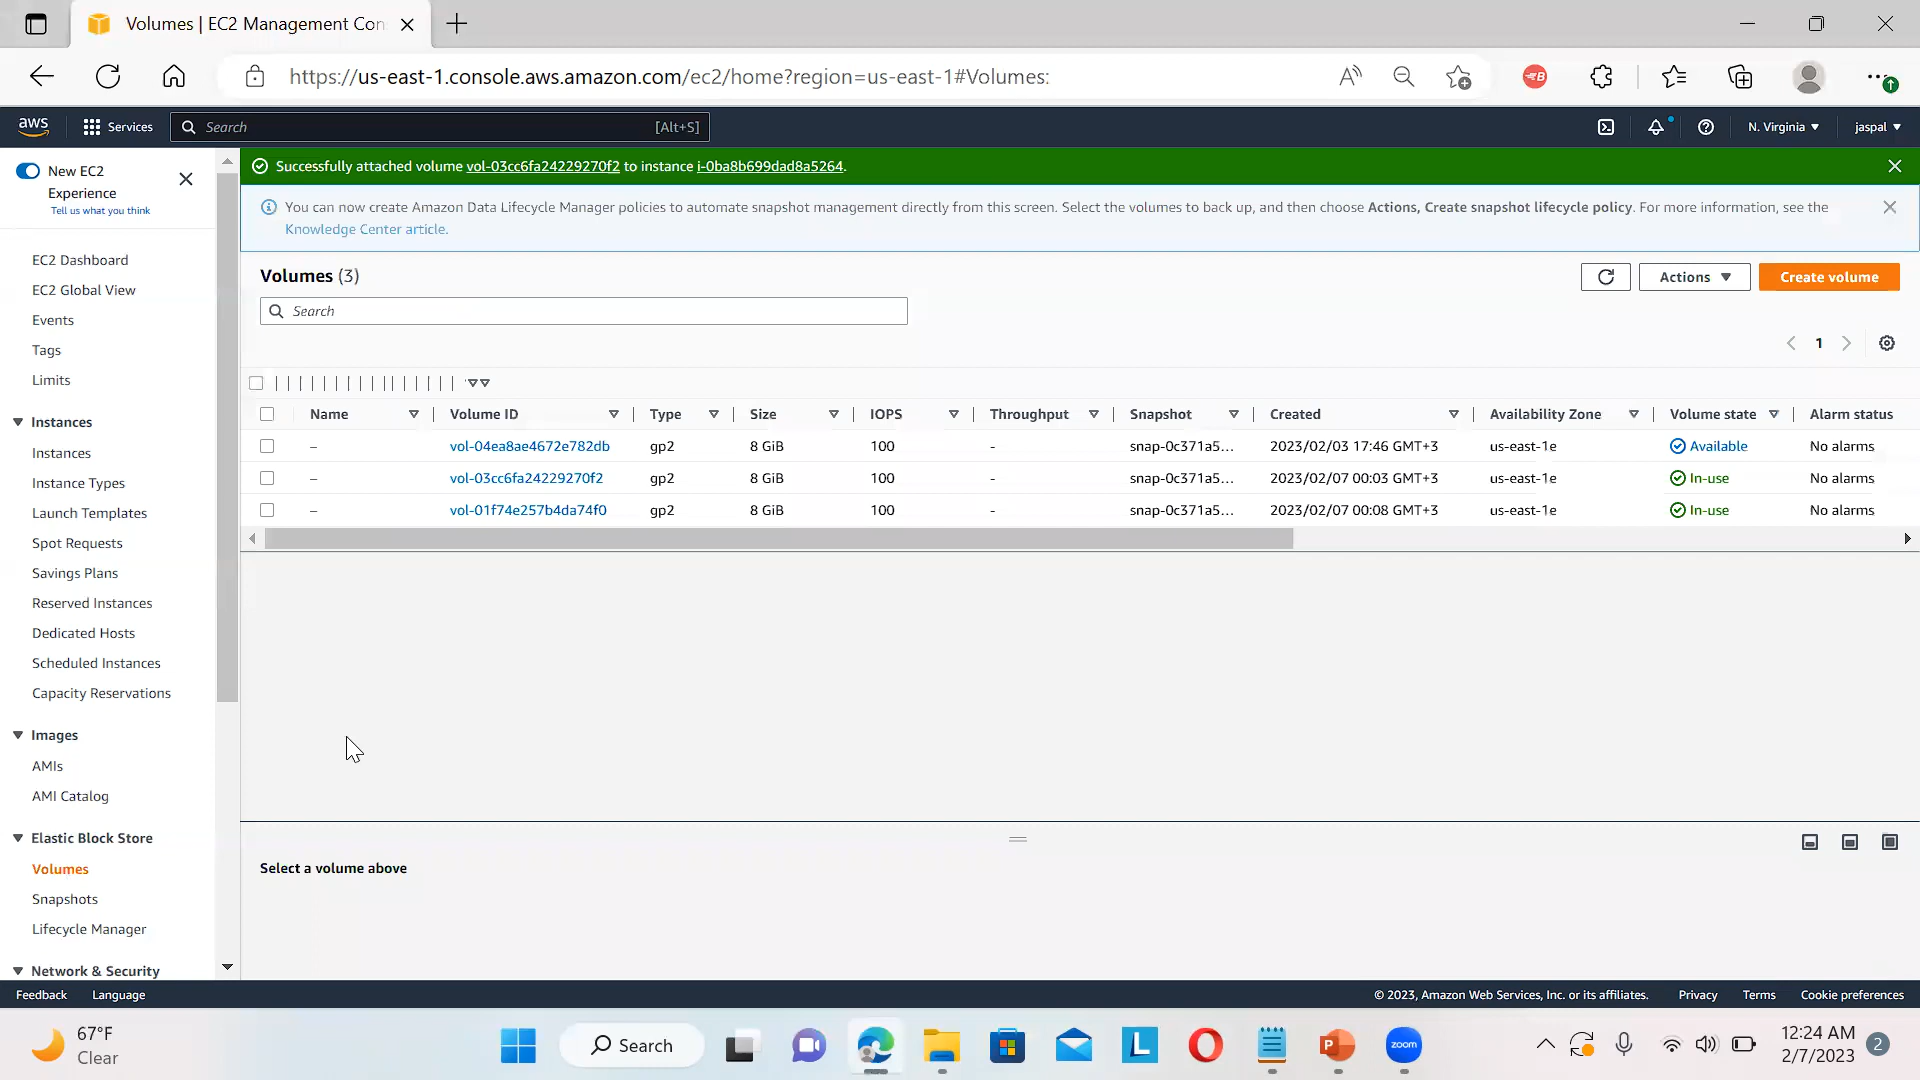 Volumes | EC2 Management Con
https://us-east-1.console.aws.amazon.com/ec2/home?region=us-east-1#Volumes:
aws Services Search [Alt+S] N. Virginia jaspal
New EC2 Experience
Tell us what you think
EC2 Dashboard
EC2 Global View
Events
Tags
Limits
Instances
Instances
Instance Types
Launch Templates
Spot Requests
Savings Plans
Reserved Instances
Dedicated Hosts
Scheduled Instances
Capacity Reservations
Images
AMIs
AMI Catalog
Elastic Block Store
Volumes
Snapshots
Lifecycle Manager
Network & Security
Successfully attached volume vol-03cc6fa24229270f2 to instance i-0ba8b699dad8a5264.
You can now create Amazon Data Lifecycle Manager policies to automate snapshot management directly from this screen. Select the volumes to back up, and then choose Actions, Create snapshot lifecycle policy. For more information, see the
Knowledge Center article.
Volumes (3)
Actions
Create volume
Search
1
Name Volume ID Type Size IOPS Throughput Snapshot Created Availability Zone Volume state Alarm status
– vol-04ea8ae4672e782db gp2 8 GiB 100 - snap-0c371a5... 2023/02/03 17:46 GMT+3 us-east-1e Available No alarms
– vol-03cc6fa24229270f2 gp2 8 GiB 100 - snap-0c371a5... 2023/02/07 00:03 GMT+3 us-east-1e In-use No alarms
– vol-01f74e257b4da74f0 gp2 8 GiB 100 - snap-0c371a5... 2023/02/07 00:08 GMT+3 us-east-1e In-use No alarms
Select a volume above
Feedback Language © 2023, Amazon Web Services, Inc. or its affiliates. Privacy Terms Cookie preferences
67°F
Clear
Search
L
zoom
12:24 AM
2/7/2023
2